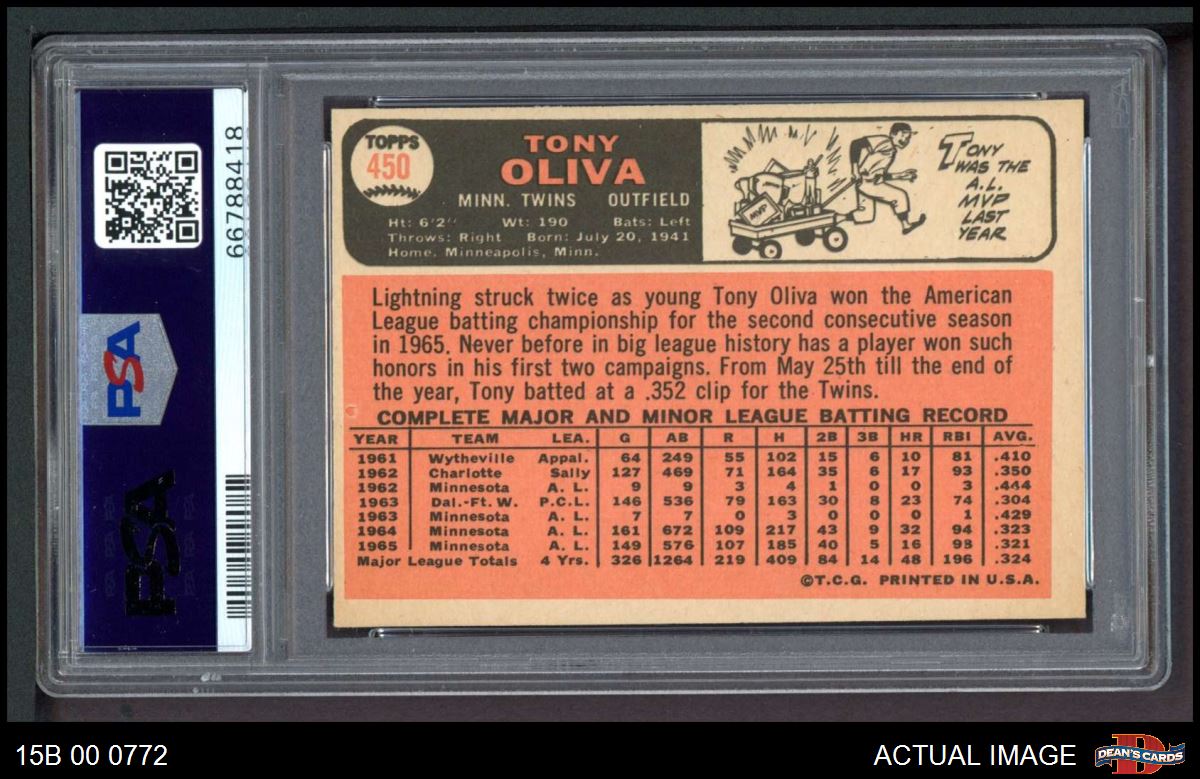 66788418
PSA
PSA
TOPPS
450
TONY
OLIVA
MINN. TWINS OUTFIELD
Ht: 6'2" Wt: 190 Bats: Left
Throws: Right Born: July 20, 1941
Home, Minneapolis, Minn.
MVP
TONY
WAS THE
A.L.
MVP
LAST
YEAR
Lightning struck twice as young Tony Oliva won the American
League batting championship for the second consecutive season
in 1965. Never before in big league history has a player won such
honors in his first two campaigns. From May 25th till the end of
the year, Tony batted at a .352 clip for the Twins.
COMPLETE MAJOR AND MINOR LEAGUE BATTING RECORD
YEAR TEAM LEA. G AB R H 2B 3B HR RBI AVG.
1961 Wytheville Appal. 64 249 55 102 15 6 10 81 .410
1962 Charlotte Sally 127 469 71 164 35 6 17 93 .350
1962 Minnesota A. L. 9 9 3 4 1 0 0 3 .444
1963 Dal.-Ft. W. P.C.L. 146 536 79 163 30 8 23 74 .304
1963 Minnesota A. L. 7 7 0 3 0 0 0 1 .429
1964 Minnesota A. L. 161 672 109 217 43 9 32 94 .323
1965 Minnesota A. L. 149 576 107 185 40 5 16 98 .321
Major League Totals 4 Yrs. 326 1264 219 409 84 14 48 196 .324
©T.C.G. PRINTED IN U.S.A.
15B 00 0772
ACTUAL IMAGE
DEAN'S CARDS